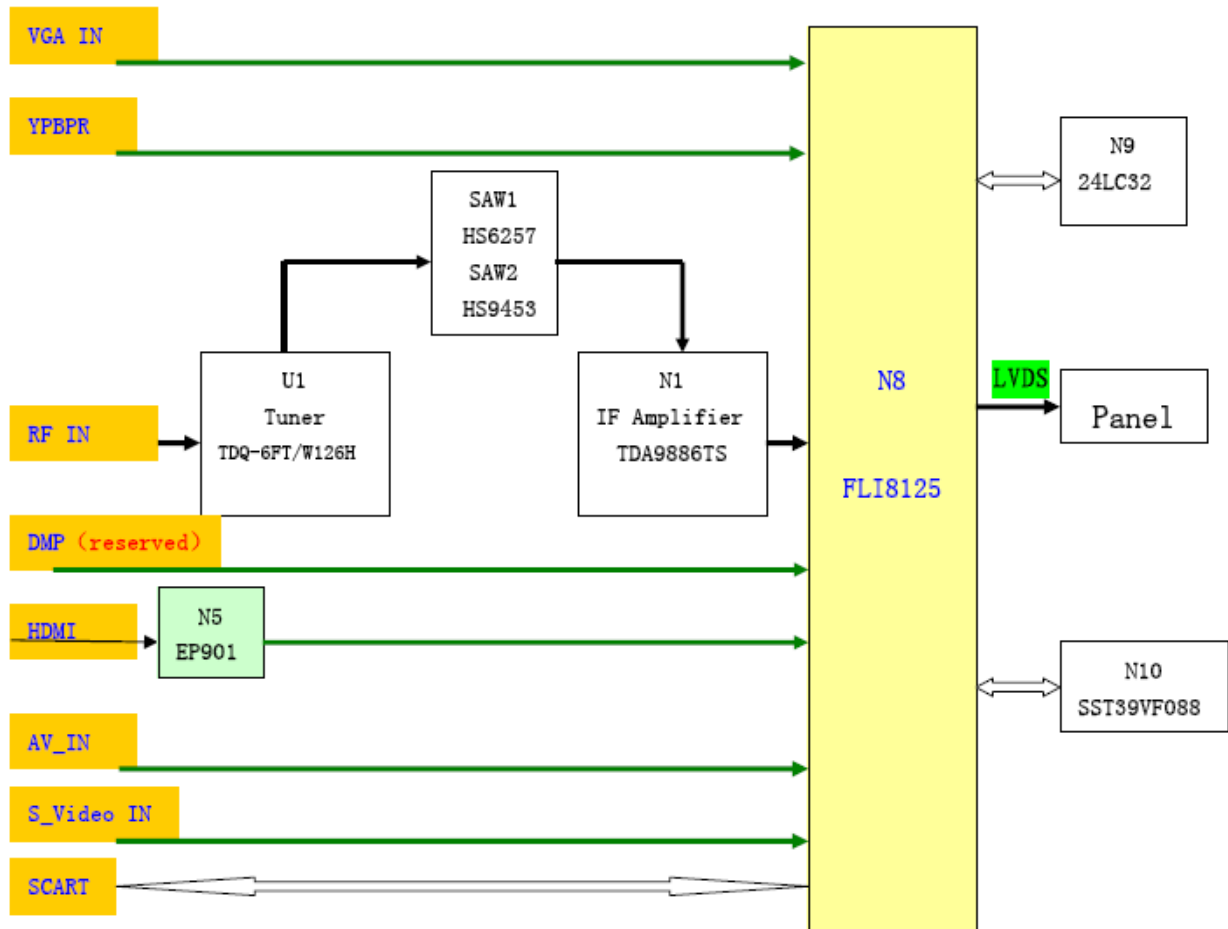 VGA IN
YPBPR
SAW1
HS6257
SAW2
HS9453
N9
24LC32
U1
Tuner
TDQ-6FT/W126H
N1
IF Amplifier
TDA9886TS
N8
FLI8125
LVDS
Panel
RF IN
DMP（reserved）
HDMI
N5
EP901
N10
SST39VF088
AV_IN
S_Video IN
SCART